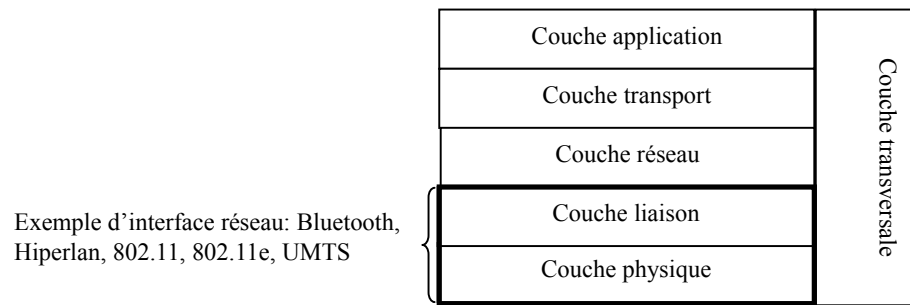 Couche application
Couche transport
Couche réseau
Couche liaison
Couche physique
Couche transversale
Exemple d’interface réseau: Bluetooth,
Hiperlan, 802.11, 802.11e, UMTS